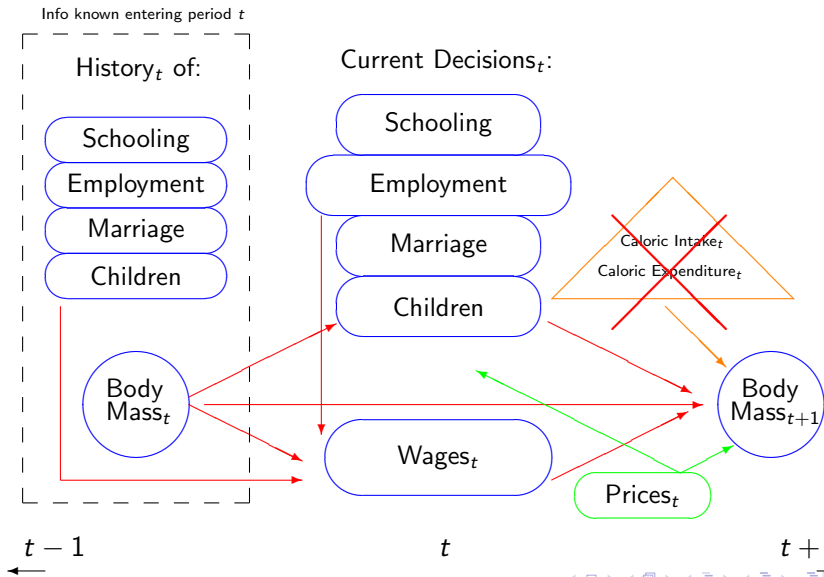 Info known entering period t
History_t of:
Schooling
Employment
Marriage
Children
Body
Mass_t
Current Decisions_t:
Schooling
Employment
Marriage
Children
Wages_t
Caloric Intake_t
Caloric Expenditure_t
Body
Mass_{t+1}
Prices_t
t − 1
t
t +